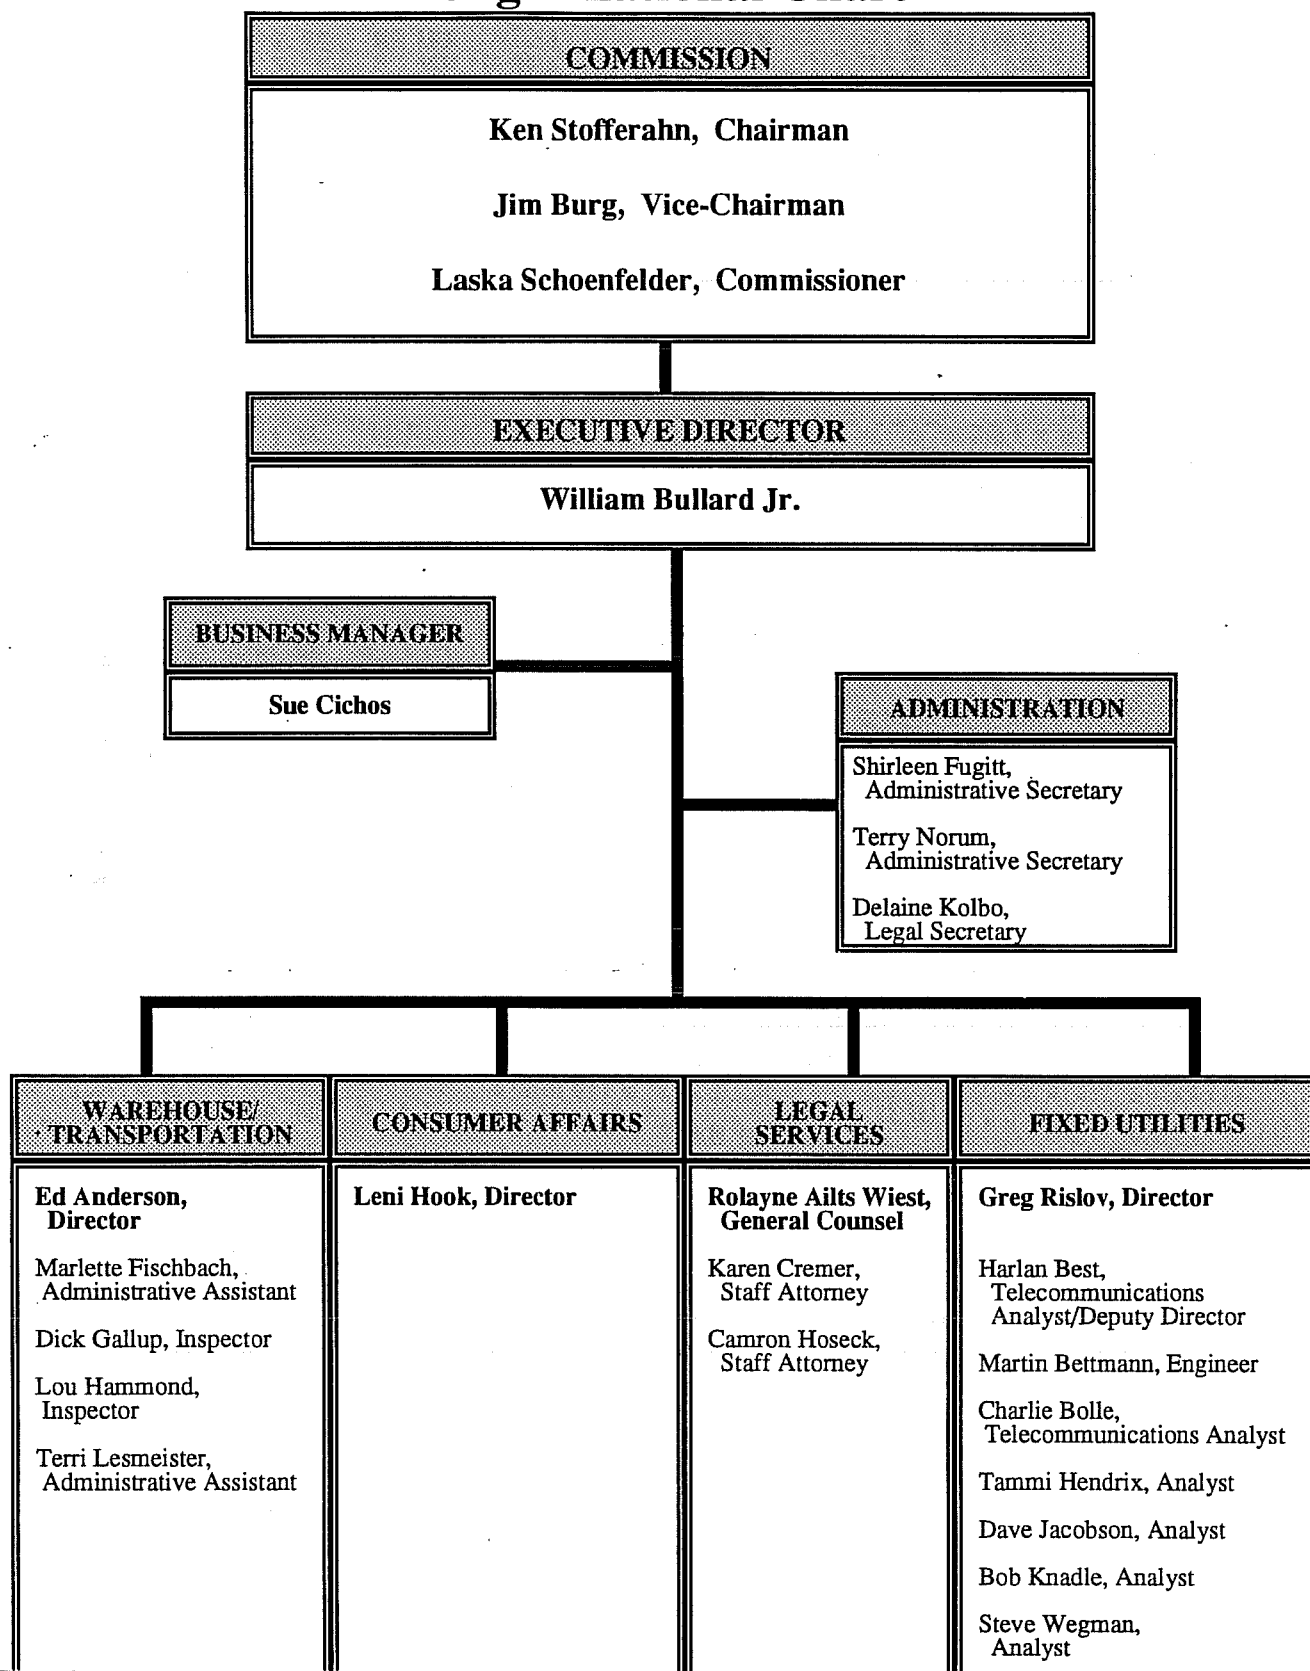 COMMISSION
Ken Stofferahn, Chairman
Jim Burg, Vice-Chairman
Laska Schoenfelder, Commissioner
EXECUTIVE DIRECTOR
William Bullard Jr.
BUSINESS MANAGER
Sue Cichos
ADMINISTRATION
Shirleen Fugitt,
Administrative Secretary
Terry Norum,
Administrative Secretary
Delaine Kolbo,
Legal Secretary
WAREHOUSE/
TRANSPORTATION
Ed Anderson,
Director
Marlette Fischbach,
Administrative Assistant
Dick Gallup, Inspector
Lou Hammond,
Inspector
Terri Lesmeister,
Administrative Assistant
CONSUMER AFFAIRS
Leni Hook, Director
LEGAL
SERVICES
Rolayne Ailts Wiest,
General Counsel
Karen Cremer,
Staff Attorney
Camron Hoseck,
Staff Attorney
FIXED UTILITIES
Greg Rislov, Director
Harlan Best,
Telecommunications
Analyst/Deputy Director
Martin Bettmann, Engineer
Charlie Bolle,
Telecommunications Analyst
Tammi Hendrix, Analyst
Dave Jacobson, Analyst
Bob Knadle, Analyst
Steve Wegman,
Analyst